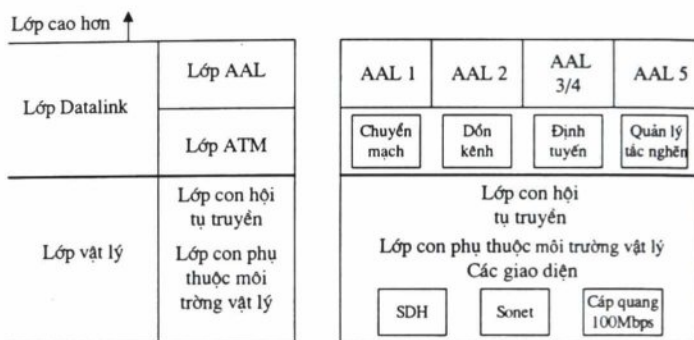 Lớp cao hơn
Lớp Datalink
Lớp AAL
Lớp ATM
Lớp vật lý
Lớp con hội
tụ truyền
Lớp con phụ
thuộc môi
trờng vật lý
AAL 1
AAL 2
AAL
3/4
AAL 5
Chuyển
mạch
Dồn
kênh
Định
tuyến
Quản lý
tắc nghẽn
Lớp con hội
tụ truyền
Lớp con phụ thuộc môi trường vật lý
Các giao diện
SDH
Sonet
Cáp quang
100Mbps